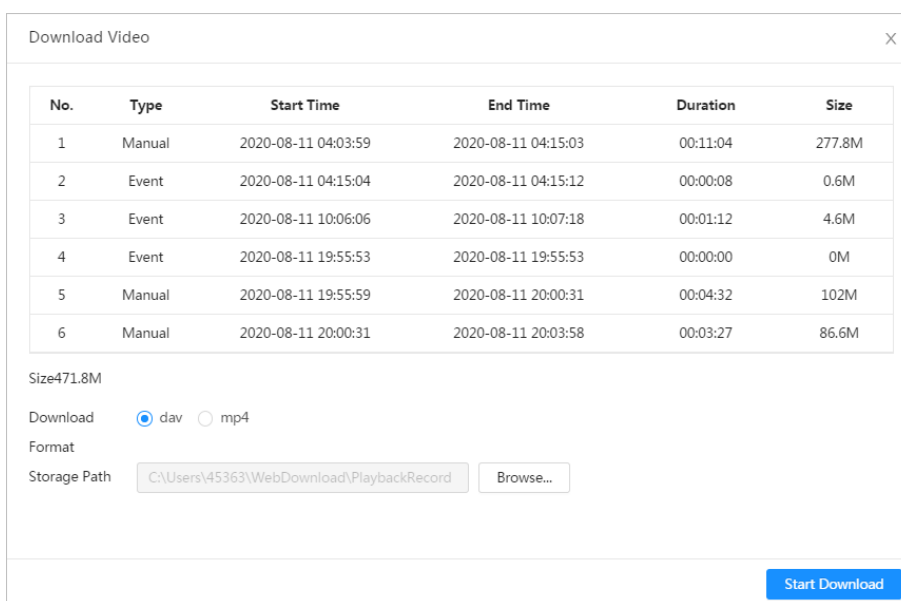 Download Video X
No. Type Start Time End Time Duration Size
1 Manual 2020-08-11 04:03:59 2020-08-11 04:15:03 00:11:04 277.8M
2 Event 2020-08-11 04:15:04 2020-08-11 04:15:12 00:00:08 0.6M
3 Event 2020-08-11 10:06:06 2020-08-11 10:07:18 00:01:12 4.6M
4 Event 2020-08-11 19:55:53 2020-08-11 19:55:53 00:00:00 0M
5 Manual 2020-08-11 19:55:59 2020-08-11 20:00:31 00:04:32 102M
6 Manual 2020-08-11 20:00:31 2020-08-11 20:03:58 00:03:27 86.6M
Size471.8M
Download dav mp4
Format
Storage Path C:\Users\45363\WebDownload\PlaybackRecord Browse...
Start Download